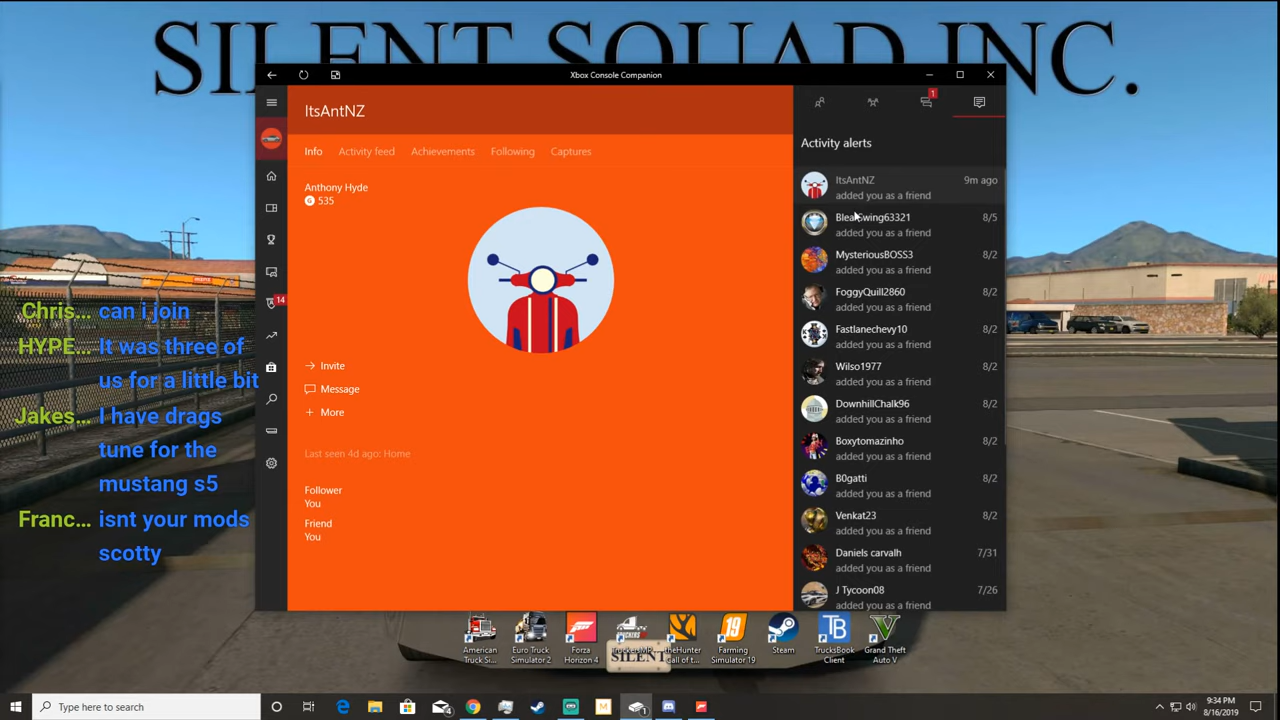 SILENT SQUAD INC.
Xbox Console Companion
ItsAntNZ
Info Activity feed Achievements Following Captures
Anthony Hyde
G 535
Invite
Message
More
Last seen 4d ago: Home
Follower
You
Friend
You
14
1
Activity alerts
ItsAntNZ 9m ago
added you as a friend
8/5
added you as a friend
MysteriousBOSS3 8/2
added you as a friend
FoggyQuill2860 8/2
added you as a friend
Fastlanechevy10 8/2
added you as a friend
Wilso1977 8/2
added you as a friend
DownhillChalk96 8/2
added you as a friend
Boxytomazinho 8/2
added you as a friend
B0gatti 8/2
added you as a friend
Venkat23 8/2
added you as a friend
Daniels carvalh 7/31
added you as a friend
J Tycoon08 7/26
added you as a friend
Chris... can i join
HYPE... It was three of
us for a little bit
Jakes... I have drags
tune for the
mustang s5
Franc... isnt your mods
scotty
American Truck Si...
Euro Truck Simulator 2
Forza Horizon 4
TruckersMP
theHunter Call of t...
Farming Simulator 19
Steam
TrucksBook Client
Grand Theft Auto V
SILENT
Type here to search
9:34 PM
8/16/2019